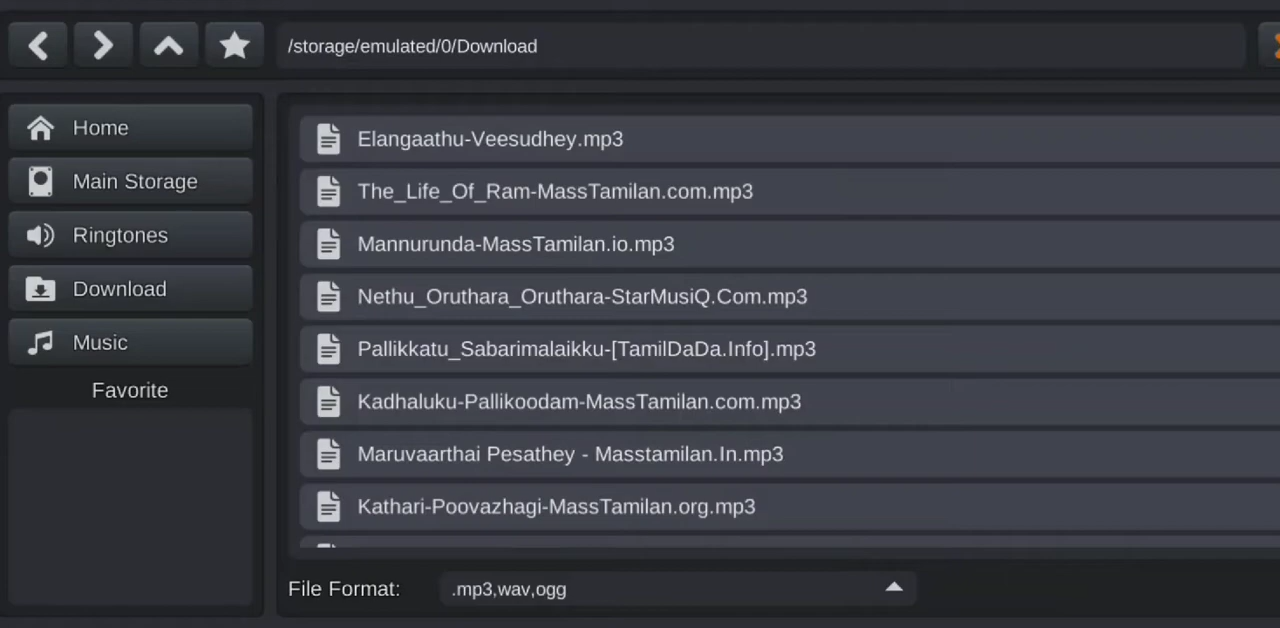 /storage/emulated/0/Download
Home
Main Storage
Ringtones
Download
Music
Favorite
Elangaathu-Veesudhey.mp3
The_Life_Of_Ram-MassTamilan.com.mp3
Mannurunda-MassTamilan.io.mp3
Nethu_Oruthara_Oruthara-StarMusiQ.Com.mp3
Pallikkatu_Sabarimalaikku-[TamilDaDa.Info].mp3
Kadhaluku-Pallikoodam-MassTamilan.com.mp3
Maruvaarthai Pesathey - Masstamilan.In.mp3
Kathari-Poovazhagi-MassTamilan.org.mp3
File Format: .mp3,wav,ogg